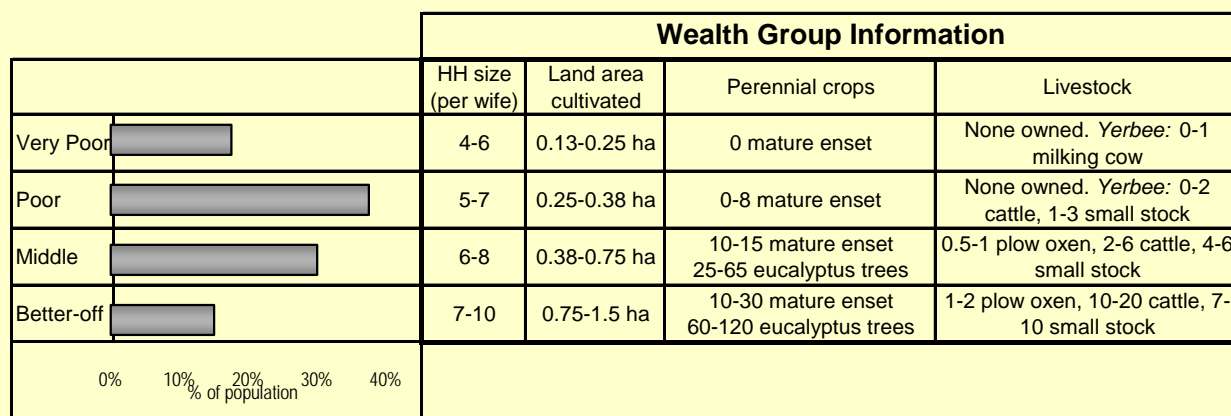 Wealth Group Information
HH size (per wife)
Land area cultivated
Perennial crops
Livestock
Very Poor
4-6
0.13-0.25 ha
0 mature enset
None owned. Yerbee: 0-1
milking cow
Poor
5-7
0.25-0.38 ha
0-8 mature enset
None owned. Yerbee: 0-2
cattle, 1-3 small stock
Middle
6-8
0.38-0.75 ha
10-15 mature enset
25-65 eucalyptus trees
0.5-1 plow oxen, 2-6 cattle, 4-6
small stock
Better-off
7-10
0.75-1.5 ha
10-30 mature enset
60-120 eucalyptus trees
1-2 plow oxen, 10-20 cattle, 7-
10 small stock
0% 10% 20% 30% 40%
% of population